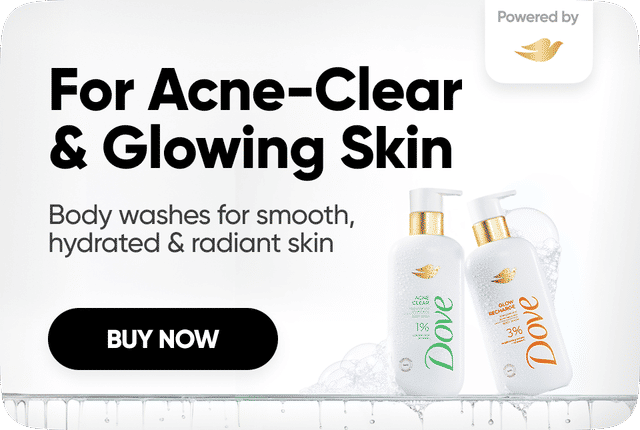 Powered by
For Acne-Clear
& Glowing Skin
Body washes for smooth,
hydrated & radiant skin
BUY NOW
ACNE
CLEAR
1%
Dove
GLOW
RECHARGE
3%
Dove